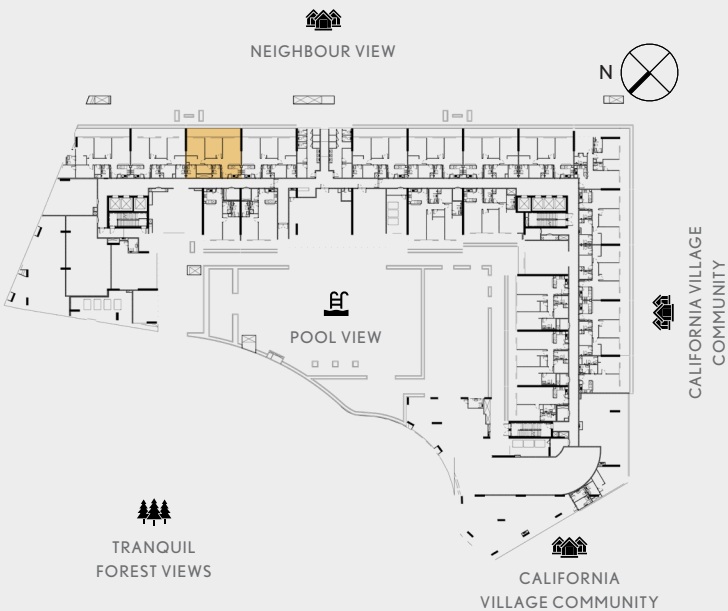 NEIGHBOUR VIEW
N
CALIFORNIA VILLAGE
COMMUNITY
POOL VIEW
TRANQUIL
FOREST VIEWS
CALIFORNIA
VILLAGE COMMUNITY